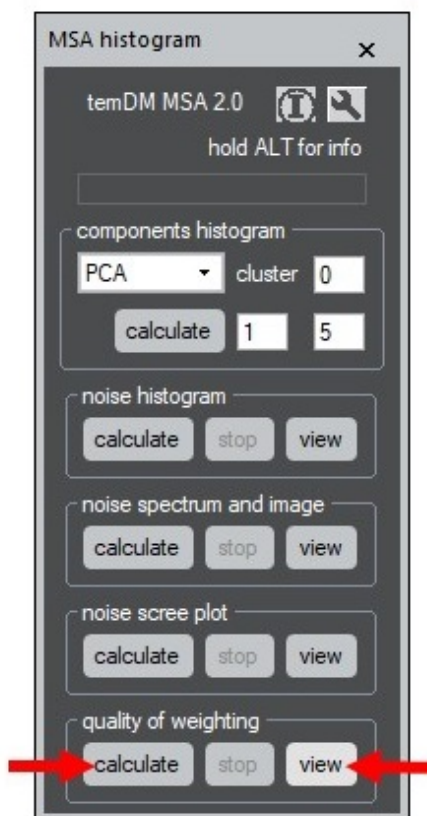 MSA histogram x
temDM MSA 2.0
hold ALT for info
components histogram
PCA cluster 0
calculate 1 5
noise histogram
calculate stop view
noise spectrum and image
calculate stop view
noise scree plot
calculate stop view
quality of weighting
calculate stop view